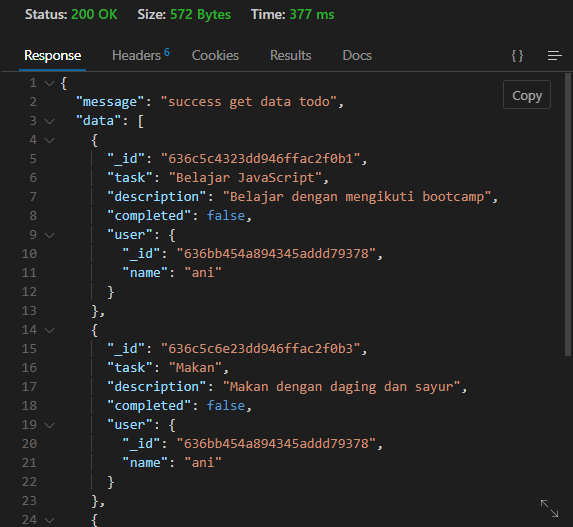 Status: 200 OK Size: 572 Bytes Time: 377 ms
Response Headers 6 Cookies Results Docs {}
Copy
1 {
2 "message": "success get data todo",
3 "data": [
4 {
5 "_id": "636c5c4323dd946ffac2f0b1",
6 "task": "Belajar JavaScript",
7 "description": "Belajar dengan mengikuti bootcamp",
8 "completed": false,
9 "user": {
10 "_id": "636bb454a894345addd79378",
11 "name": "ani"
12 }
13 },
14 {
15 "_id": "636c5c6e23dd946ffac2f0b3",
16 "task": "Makan",
17 "description": "Makan dengan daging dan sayur",
18 "completed": false,
19 "user": {
20 "_id": "636bb454a894345addd79378",
21 "name": "ani"
22 }
23 },
24 {